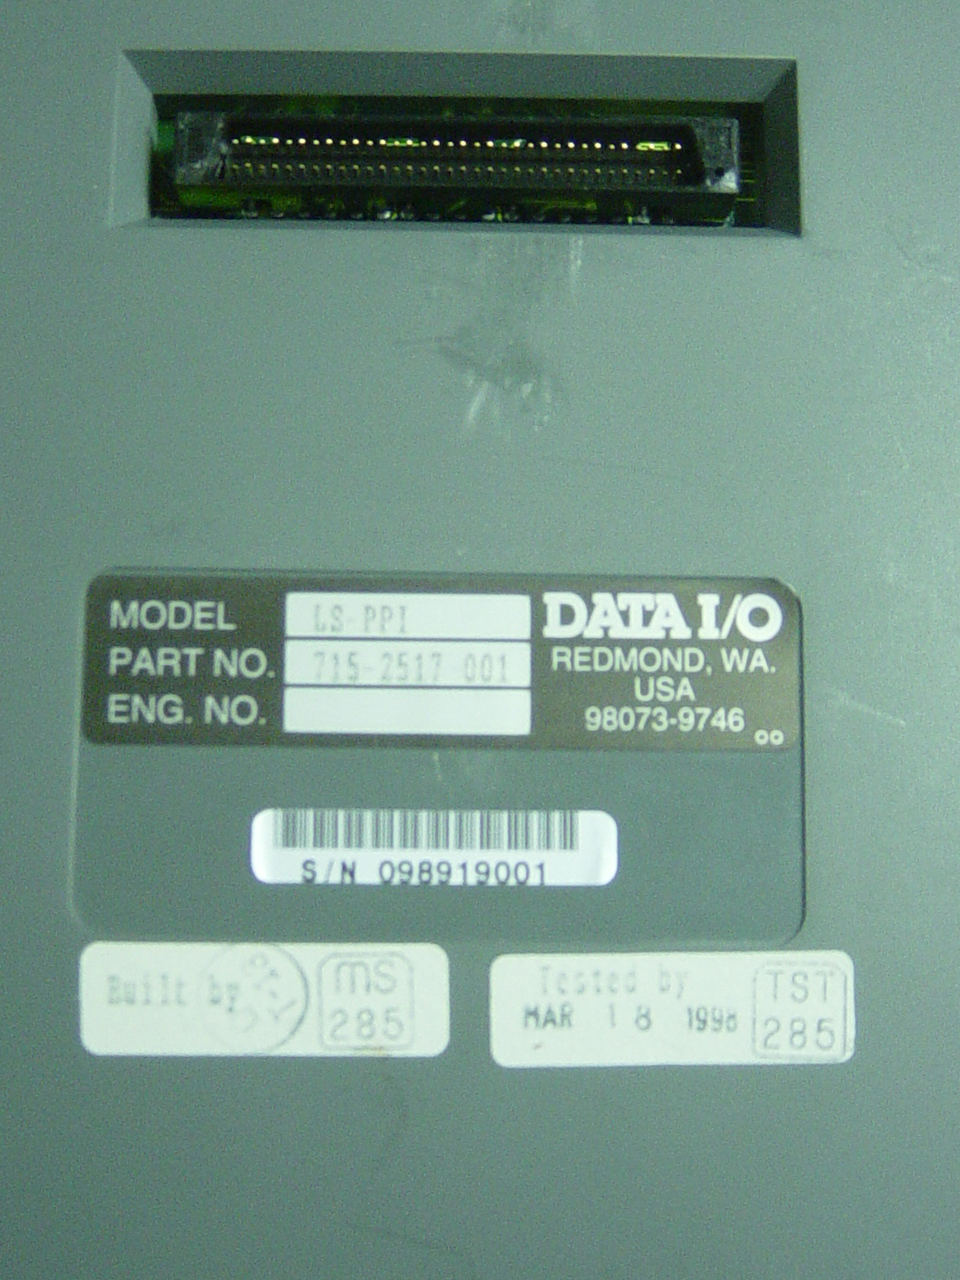 MODEL LS-PPI
PART NO. 715-2517-001
ENG. NO.
DATA I/O
REDMOND, WA.
USA
98073-9746
OO
S/N 098919001
Built by
MS
285
Tested by
MAR 18 1998
TST
285